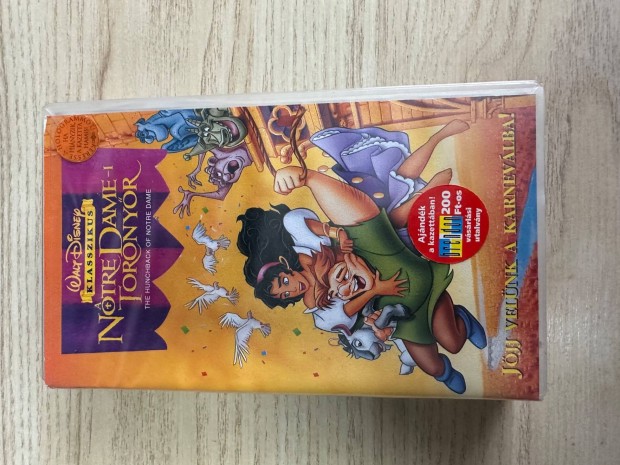 WALT DISNEY
KLASSZIKUS
A
NOTRE DAME-I
TORONYŐR
THE HUNCHBACK OF NOTRE DAME
Ajándék
a kazettában!
200
Ft-os
vásárlási
utalvány
JÖJJ VELÜNK A KARNEVÁLBA!